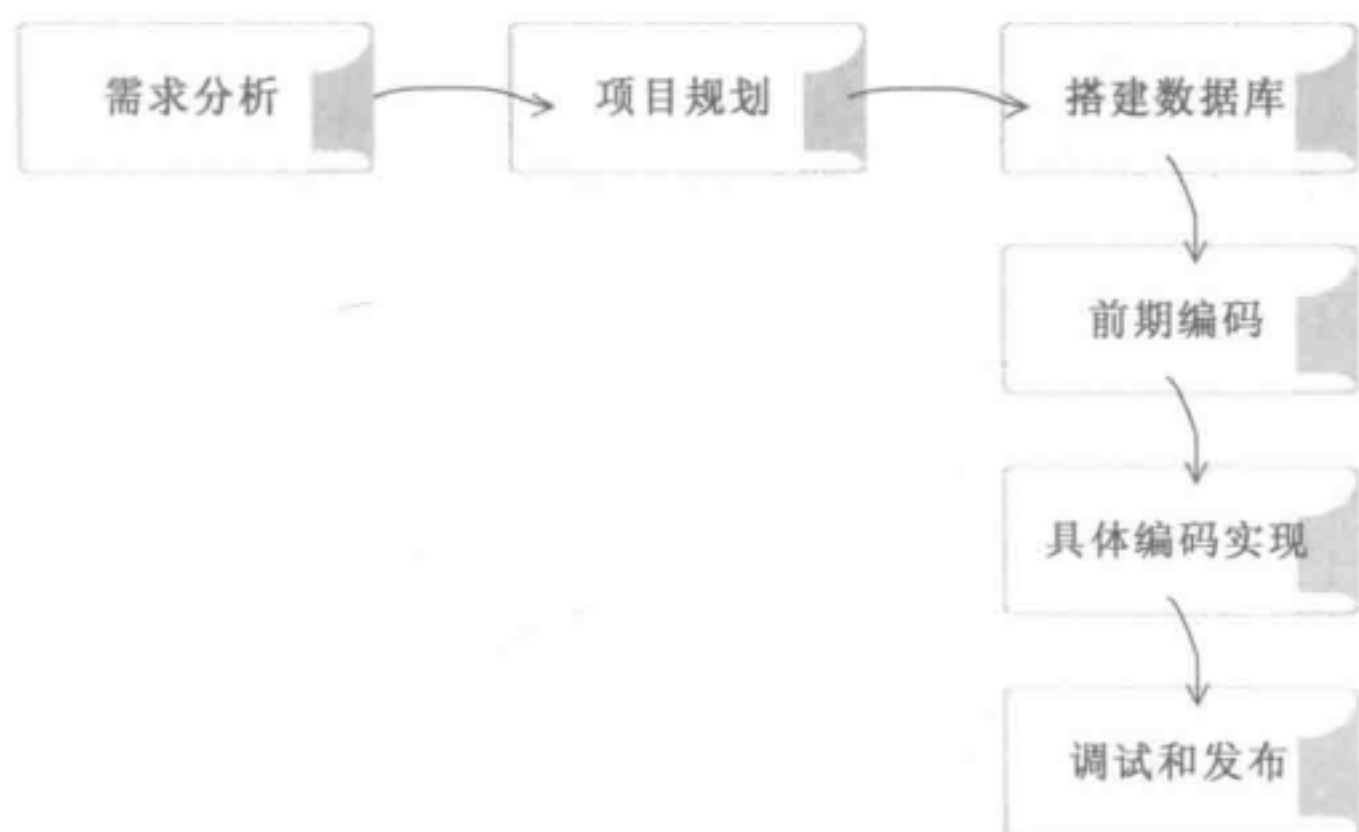 需求分析
项目规划
搭建数据库
前期编码
具体编码实现
调试和发布